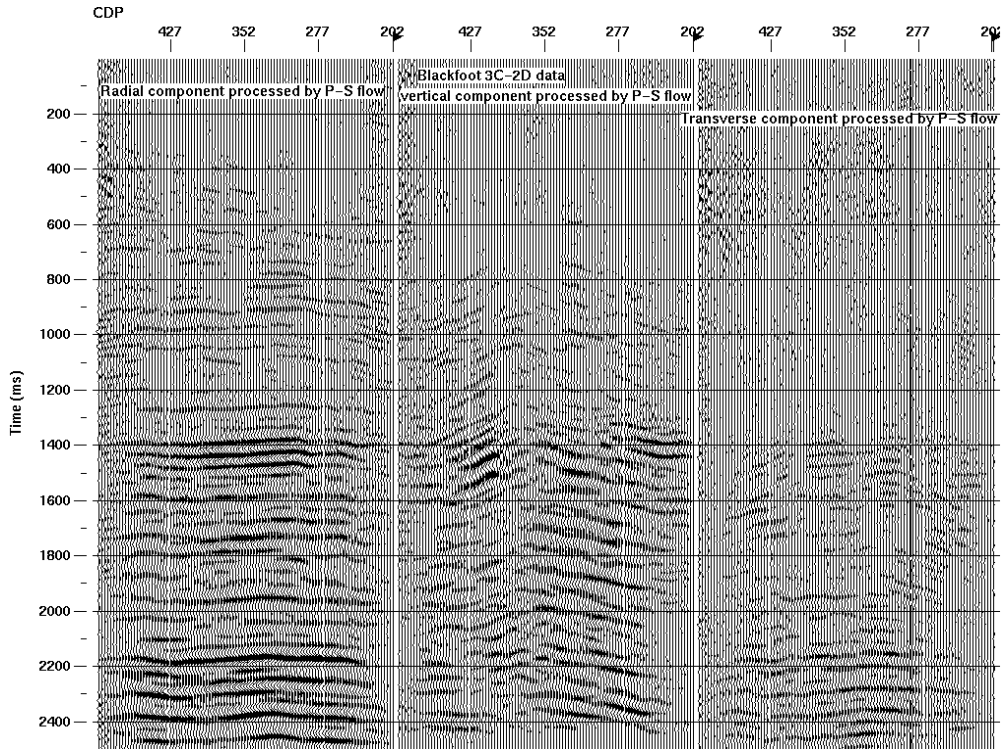 CDP
427 352 277 202 427 352 277 202 427 352 277 202
Blackfoot 3C-2D data
Radial component processed by P-S flow
vertical component processed by P-S flow
Transverse component processed by P-S flow
200
400
600
800
1000
1200
1400
1600
1800
2000
2200
2400
Time (ms)